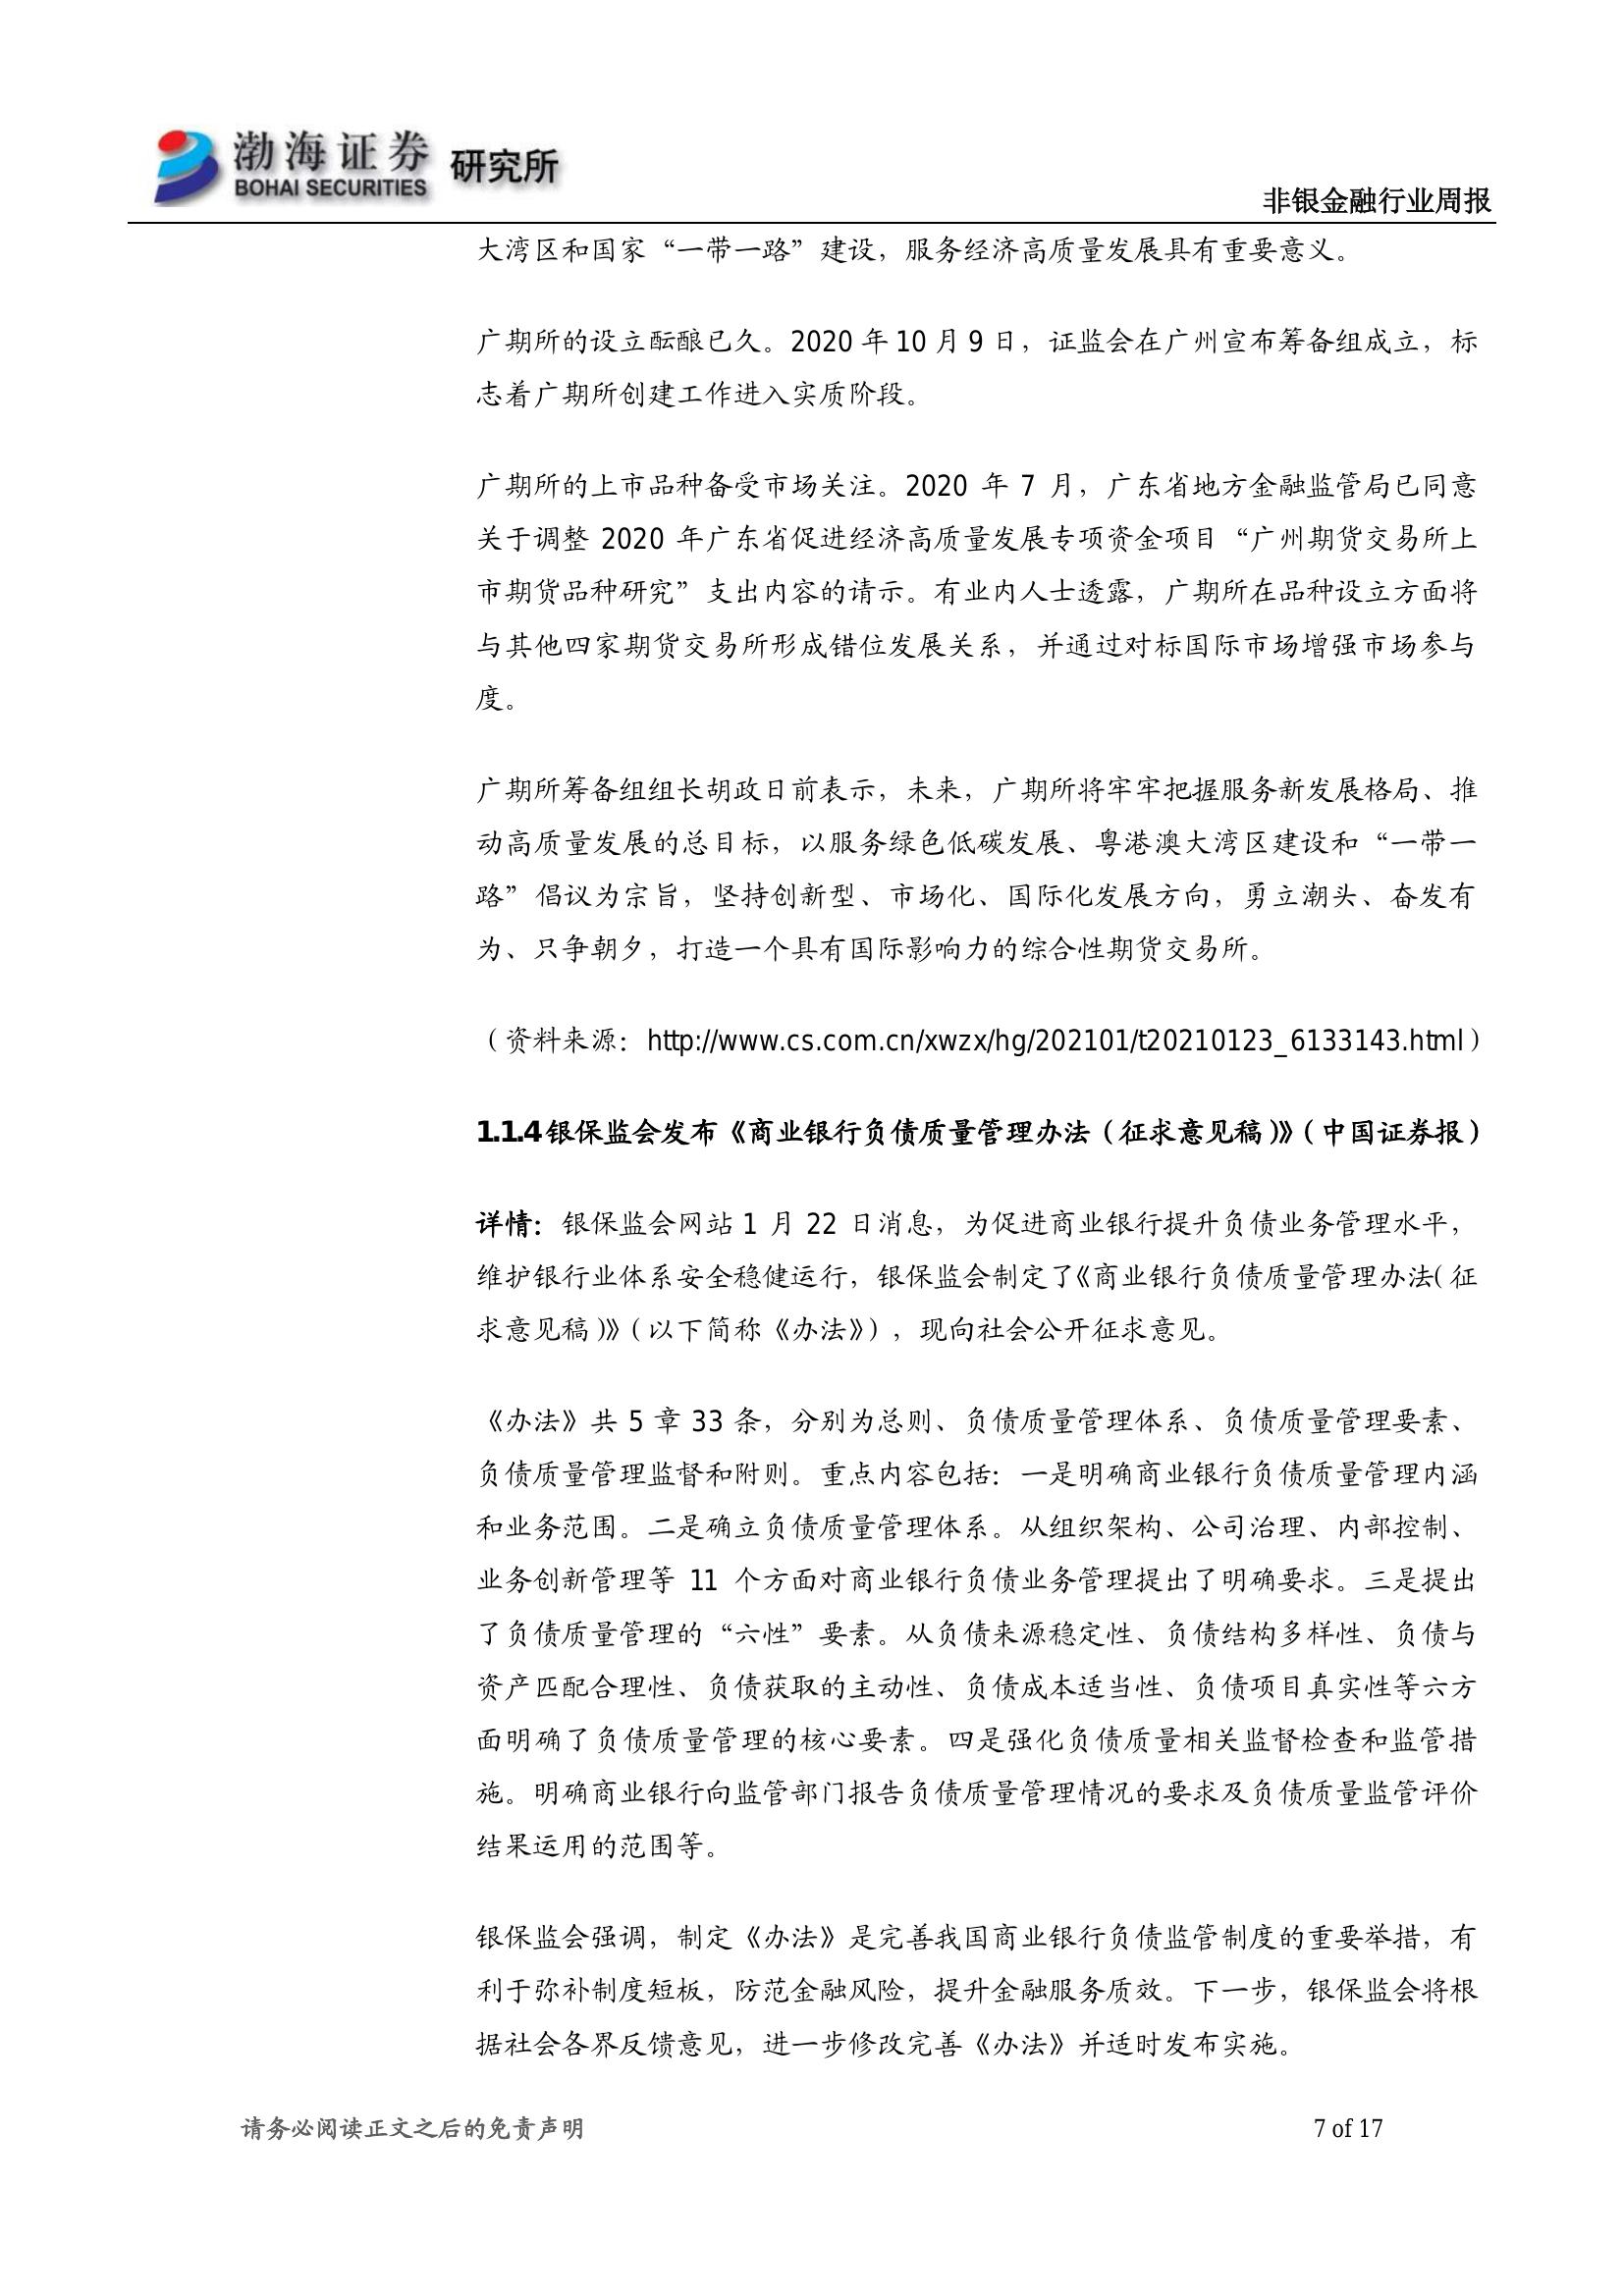 渤海证券
BOHAI SECURITIES
研究所
非银金融行业周报
大湾区和国家“一带一路”建设，服务经济高质量发展具有重要意义。
广期所的设立酝酿已久。2020 年 10 月 9 日，证监会在广州宣布筹备组成立，标
志着广期所创建工作进入实质阶段。
广期所的上市品种备受市场关注。2020 年 7 月，广东省地方金融监管局已同意
关于调整 2020 年广东省促进经济高质量发展专项资金项目“广州期货交易所上
市期货品种研究”支出内容的请示。有业内人士透露，广期所在品种设立方面将
与其他四家期货交易所形成错位发展关系，并通过对标国际市场增强市场参与
度。
广期所筹备组组长胡政日前表示，未来，广期所将牢牢把握服务新发展格局、推
动高质量发展的总目标，以服务绿色低碳发展、粤港澳大湾区建设和“一带一
路”倡议为宗旨，坚持创新型、市场化、国际化发展方向，勇立潮头、奋发有
为、只争朝夕，打造一个具有国际影响力的综合性期货交易所。
（资料来源：http://www.cs.com.cn/xwzx/hg/202101/t20210123_6133143.html）
1.1.4 银保监会发布《商业银行负债质量管理办法（征求意见稿）》（中国证券报）
详情：银保监会网站 1 月 22 日消息，为促进商业银行提升负债业务管理水平，
维护银行业体系安全稳健运行，银保监会制定了《商业银行负债质量管理办法（征
求意见稿）》（以下简称《办法》），现向社会公开征求意见。
《办法》共 5 章 33 条，分别为总则、负债质量管理体系、负债质量管理要素、
负债质量管理监督和附则。重点内容包括：一是明确商业银行负债质量管理内涵
和业务范围。二是确立负债质量管理体系。从组织架构、公司治理、内部控制、
业务创新管理等 11 个方面对商业银行负债业务管理提出了明确要求。三是提出
了负债质量管理的“六性”要素。从负债来源稳定性、负债结构多样性、负债与
资产匹配合理性、负债获取的主动性、负债成本适当性、负债项目真实性等六方
面明确了负债质量管理的核心要素。四是强化负债质量相关监督检查和监管措
施。明确商业银行向监管部门报告负债质量管理情况的要求及负债质量监管评价
结果运用的范围等。
银保监会强调，制定《办法》是完善我国商业银行负债监管制度的重要举措，有
利于弥补制度短板，防范金融风险，提升金融服务质效。下一步，银保监会将根
据社会各界反馈意见，进一步修改完善《办法》并适时发布实施。
请务必阅读正文之后的免责声明
7 of 17